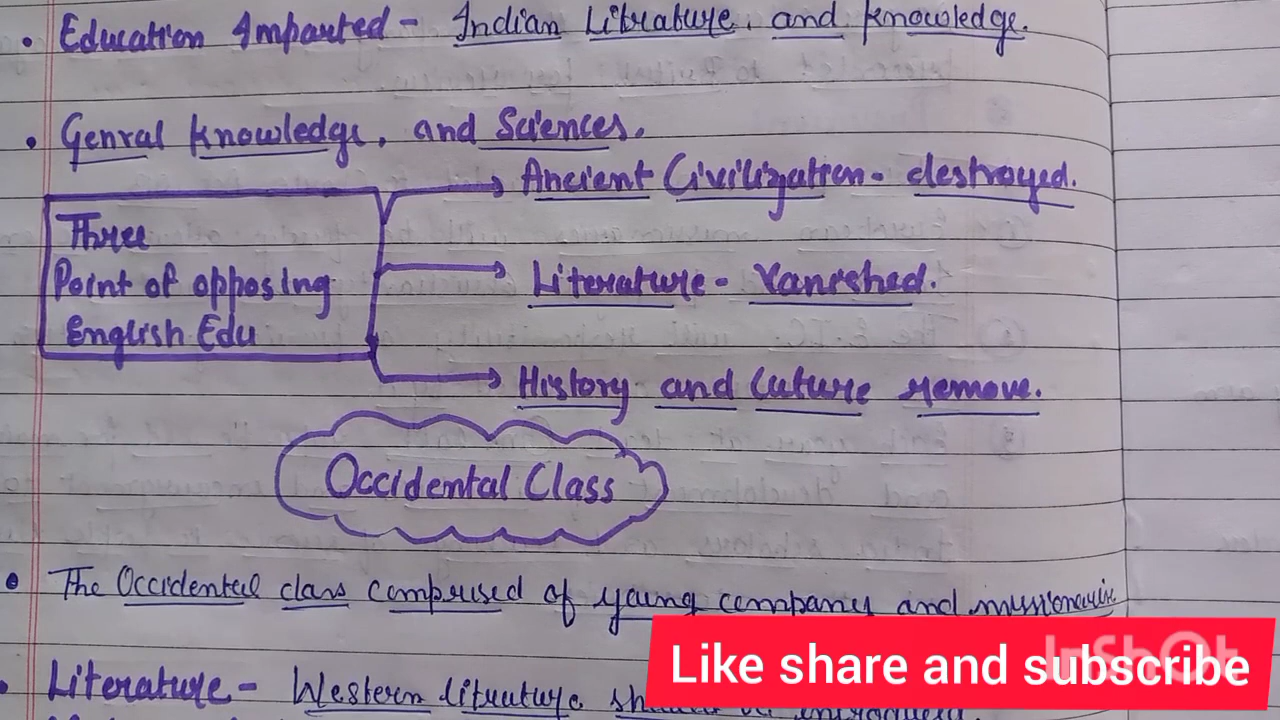 • Education Imparted - Indian Literature, and knowledge.
• Genral knowledge, and Sciences.
Three
Point of opposing
English Edu
Ancient Civilization - destroyed.
Literature - Vanished.
History and Cuture remove.
Occidental Class
• The Occidental class comprised of young company and missionaries
• Literature - Western
Like share and subscribe
InShOt